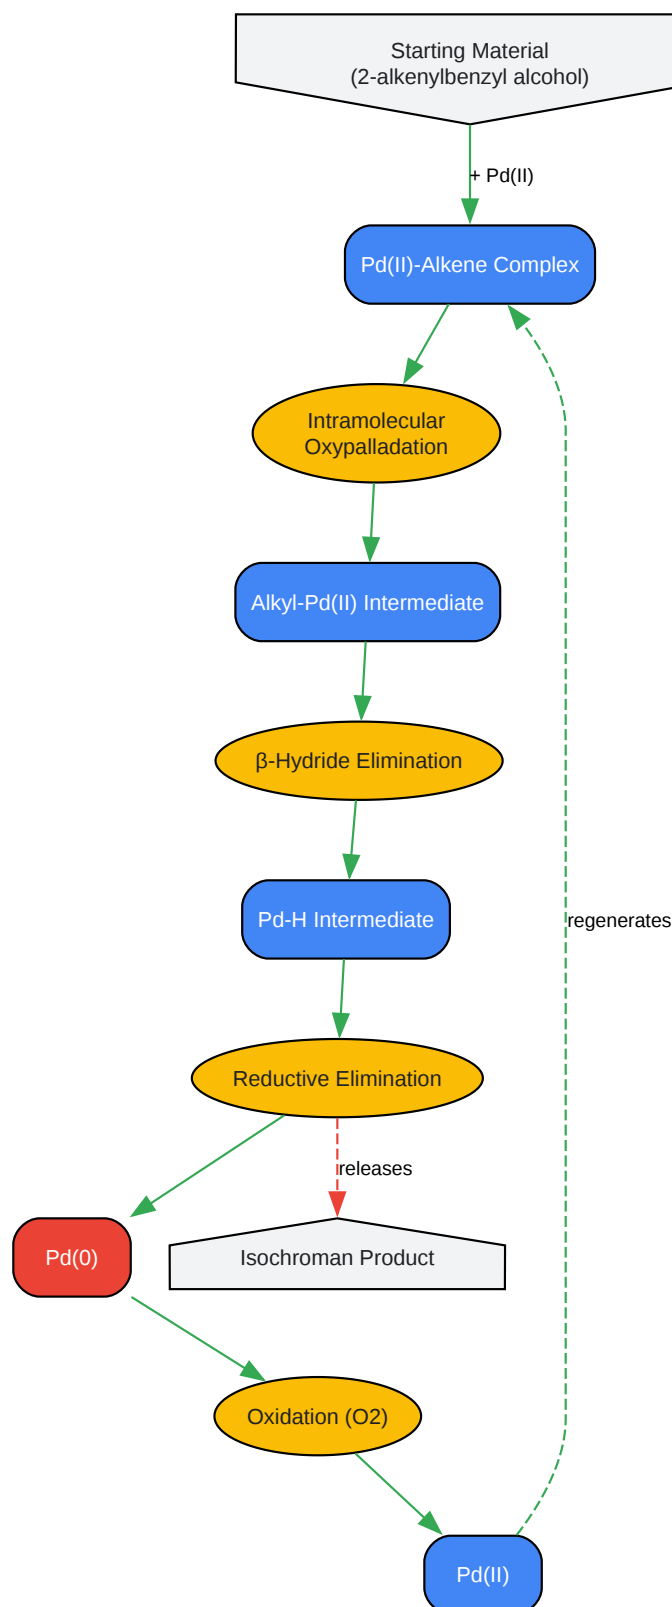 Starting Material
(2-alkenylbenzyl alcohol)
+ Pd(II)
Pd(II)-Alkene Complex
Intramolecular
Oxypalladation
Alkyl-Pd(II) Intermediate
β-Hydride Elimination
Pd-H Intermediate
regenerates
Reductive Elimination
releases
Pd(0)
Isochroman Product
Oxidation (O2)
Pd(II)